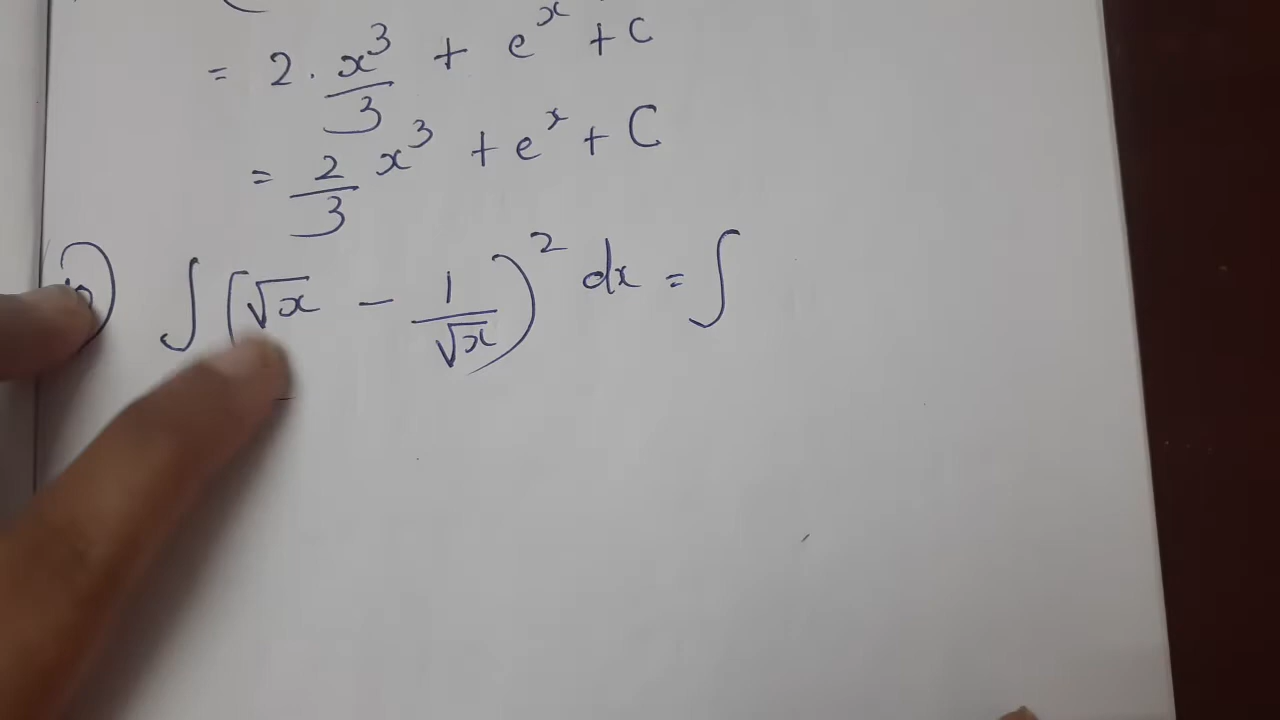 = 2 · x³/3 + eˣ + C
= 2/3 x³ + eˣ + C
∫ (√x − 1/√x)² dx = ∫